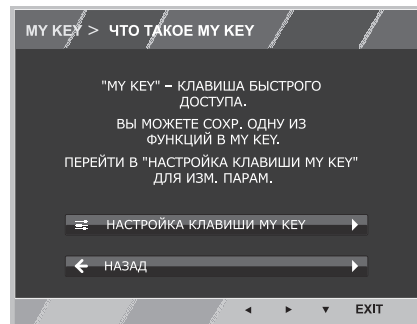 MY KEY > ЧТО ТАКОЕ MY KEY
"MY KEY" – КЛАВИША БЫСТРОГО
ДОСТУПА.
ВЫ МОЖЕТЕ СОХР. ОДНУ ИЗ
ФУНКЦИЙ В MY KEY.
ПЕРЕЙТИ В "НАСТРОЙКА КЛАВИШИ MY KEY"
ДЛЯ ИЗМ. ПАРАМ.
НАСТРОЙКА КЛАВИШИ MY KEY
НАЗАД
EXIT